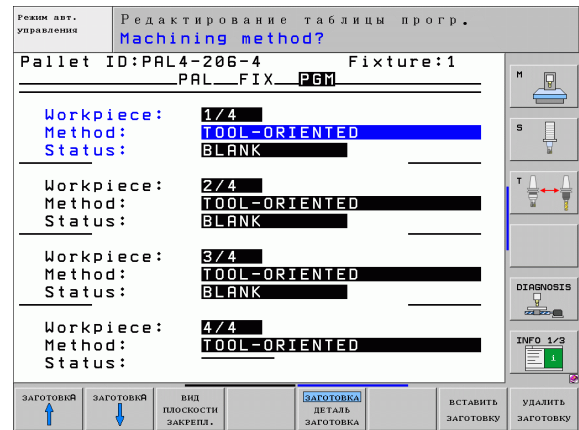 Режим авт.
управления
Редактирование таблицы прогр.
Machining method?
Pallet ID:PAL4-206-4 Fixture:1
PAL FIX PGM
Workpiece: 1/4
Method: TOOL-ORIENTED
Status: BLANK
Workpiece: 2/4
Method: TOOL-ORIENTED
Status: BLANK
Workpiece: 3/4
Method: TOOL-ORIENTED
Status: BLANK
Workpiece: 4/4
Method: TOOL-ORIENTED
Status:
M
S
T
DIAGNOSIS
INFO 1/3
i
ЗАГОТОВКА
ЗАГОТОВКА
ВИД
ПЛОСКОСТИ
ЗАКРЕПЛ.
ЗАГОТОВКА
ДЕТАЛЬ
ЗАГОТОВКА
ВСТАВИТЬ
ЗАГОТОВКУ
УДАЛИТЬ
ЗАГОТОВКУ